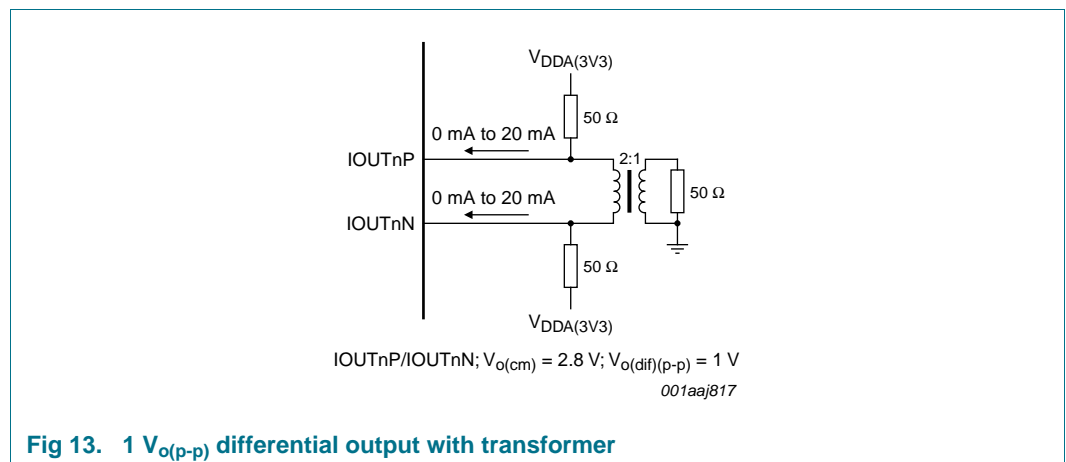 VDDA(3V3)
50 Ω
0 mA to 20 mA
IOUTnP
2:1
0 mA to 20 mA
50 Ω
IOUTnN
50 Ω
VDDA(3V3)
IOUTnP/IOUTnN; Vo(cm) = 2.8 V; Vo(dif)(p-p) = 1 V
001aaj817
Fig 13. 1 Vo(p-p) differential output with transformer